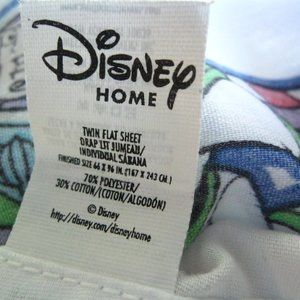 Disney
HOME
TWIN FLAT SHEET
DRAP LIT JUMEAU/
INDIVIDUAL SÁBANA
FINISHED SIZE 66 X 96 IN. (167 X 242 CM.)
70% POLYESTER/
30% COTTON/(COTON/ALGODÓN)
© Disney
http://disney.com/disneyhome